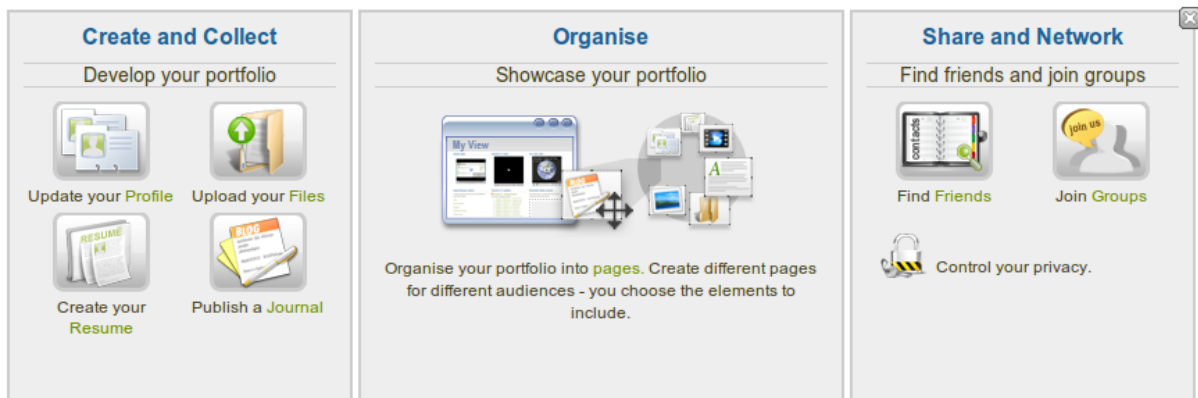 Create and Collect
Develop your portfolio
Update your Profile
Upload your Files
RESUMÉ
BLOG
Create your
Resume
Publish a Journal
Organise
Showcase your portfolio
My View
BLOG
A
Organise your portfolio into pages. Create different pages
for different audiences - you choose the elements to
include.
Share and Network
Find friends and join groups
contacts
join us
Find Friends
Join Groups
Control your privacy.